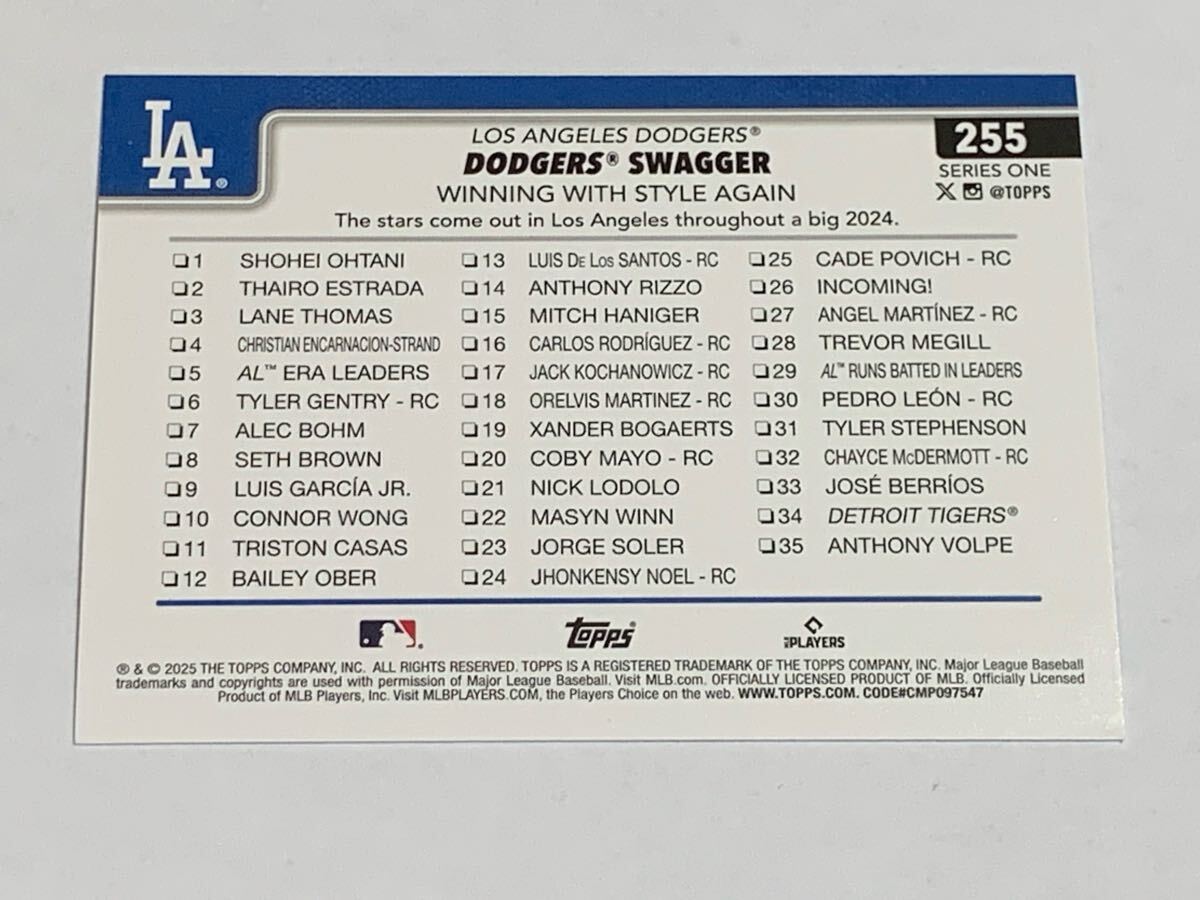 LA®
LOS ANGELES DODGERS®
DODGERS® SWAGGER
WINNING WITH STYLE AGAIN
The stars come out in Los Angeles throughout a big 2024.
255
SERIES ONE
X @TOPPS
1 SHOHEI OHTANI
2 THAIRO ESTRADA
3 LANE THOMAS
4 CHRISTIAN ENCARNACION-STRAND
5 AL™ ERA LEADERS
6 TYLER GENTRY - RC
7 ALEC BOHM
8 SETH BROWN
9 LUIS GARCÍA JR.
10 CONNOR WONG
11 TRISTON CASAS
12 BAILEY OBER
13 LUIS De Los SANTOS - RC
14 ANTHONY RIZZO
15 MITCH HANIGER
16 CARLOS RODRÍGUEZ - RC
17 JACK KOCHANOWICZ - RC
18 ORELVIS MARTINEZ - RC
19 XANDER BOGAERTS
20 COBY MAYO - RC
21 NICK LODOLO
22 MASYN WINN
23 JORGE SOLER
24 JHONKENSY NOEL - RC
25 CADE POVICH - RC
26 INCOMING!
27 ANGEL MARTÍNEZ - RC
28 TREVOR MEGILL
29 AL™ RUNS BATTED IN LEADERS
30 PEDRO LEÓN - RC
31 TYLER STEPHENSON
32 CHAYCE McDERMOTT - RC
33 JOSÉ BERRÍOS
34 DETROIT TIGERS®
35 ANTHONY VOLPE
TOPPS®
MLB PLAYERS
® & © 2025 THE TOPPS COMPANY, INC. ALL RIGHTS RESERVED. TOPPS IS A REGISTERED TRADEMARK OF THE TOPPS COMPANY, INC. Major League Baseball
trademarks and copyrights are used with permission of Major League Baseball. Visit MLB.com. OFFICIALLY LICENSED PRODUCT OF MLB. Officially Licensed
Product of MLB Players, Inc. Visit MLBPLAYERS.COM, the Players Choice on the web. WWW.TOPPS.COM. CODE#CMP097547